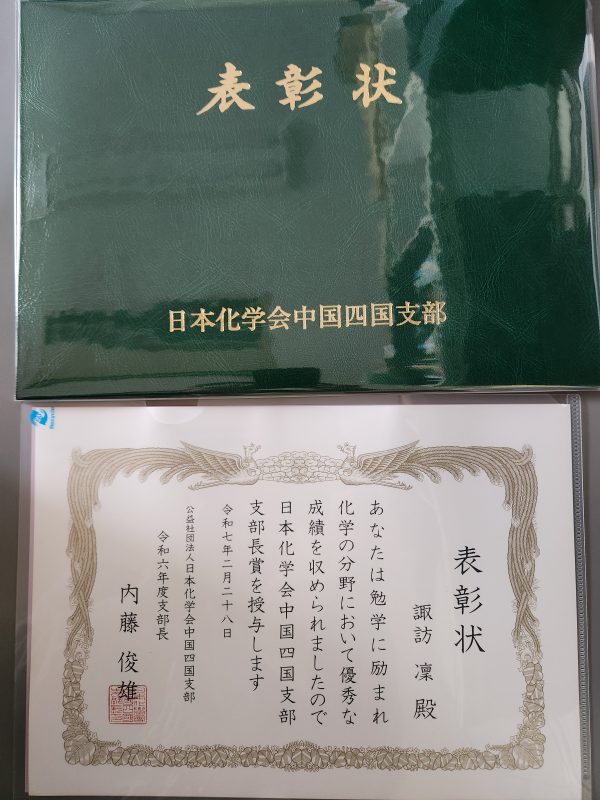 表彰状
日本化学会中国四国支部
表彰状
諏訪 凜 殿
あなたは勉学に励まれ
化学の分野において優秀な
成績を収められましたので
日本化学会中国四国支部
支部長賞を授与します
令和七年二月二十八日
公益社団法人日本化学会中国四国支部
令和六年度支部長
内藤 俊雄